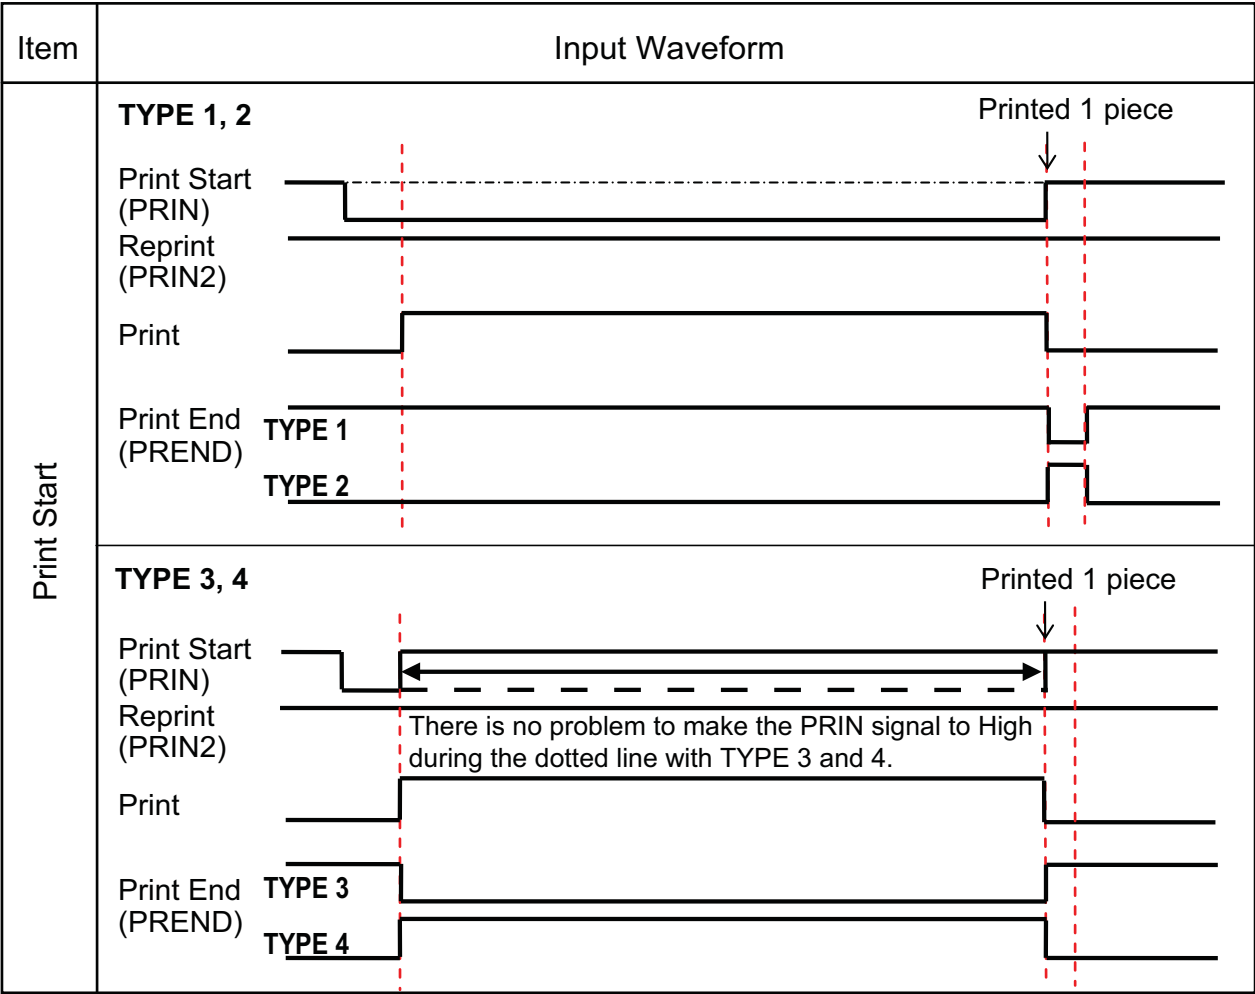 Item
Input Waveform
Print Start
TYPE 1, 2
Printed 1 piece
Print Start
(PRIN)
Reprint
(PRIN2)
Print
Print End
(PREND)
TYPE 1
TYPE 2
TYPE 3, 4
Printed 1 piece
Print Start
(PRIN)
Reprint
(PRIN2)
There is no problem to make the PRIN signal to High
during the dotted line with TYPE 3 and 4.
Print
Print End
(PREND)
TYPE 3
TYPE 4